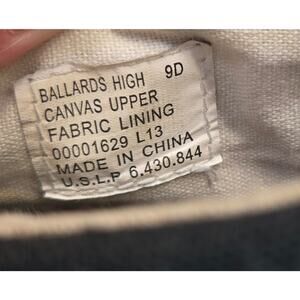 BALLARDS HIGH 9D
CANVAS UPPER
FABRIC LINING
00001629 L13
MADE IN CHINA
U.S.L.P 6.430.844